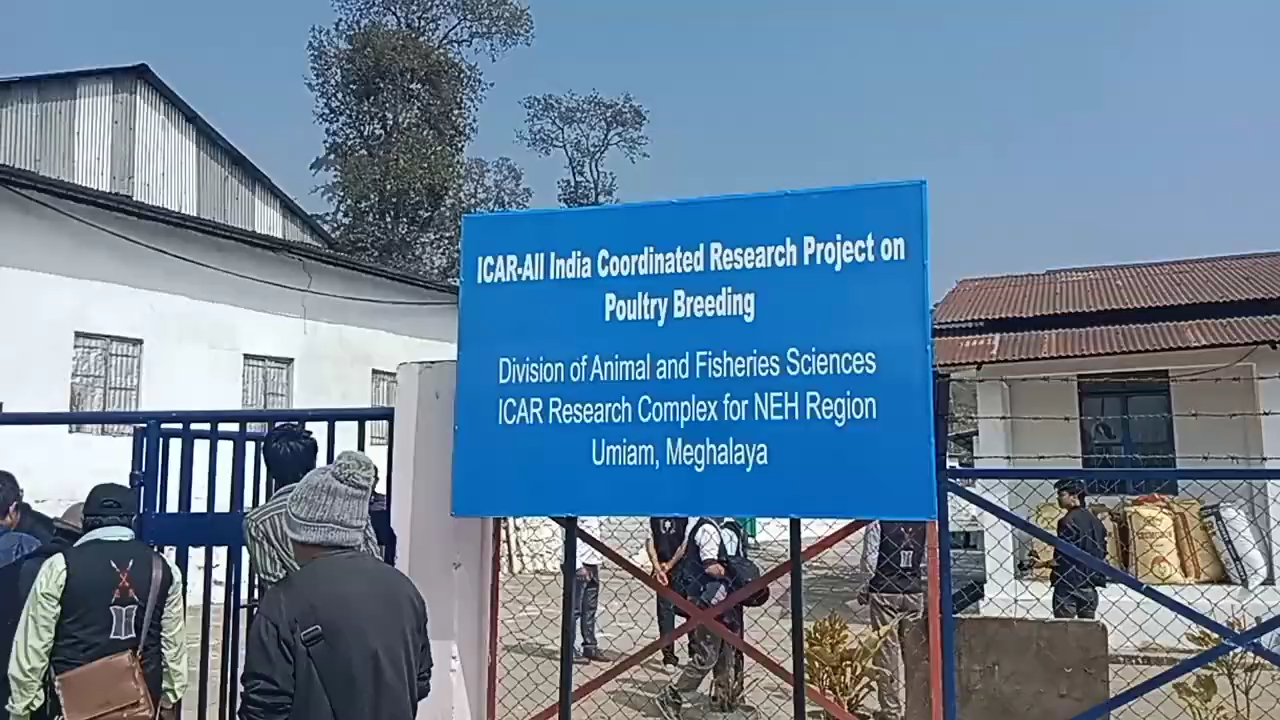 ICAR-All India Coordinated Research Project on
Poultry Breeding
Division of Animal and Fisheries Sciences
ICAR Research Complex for NEH Region
Umiam, Meghalaya